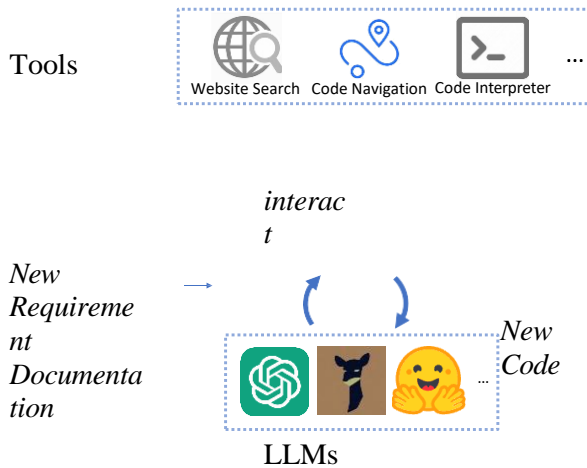 Tools
Website Search Code Navigation Code Interpreter
...
interac
t
New
Requireme
nt
Documenta
tion
New
Code
...
LLMs